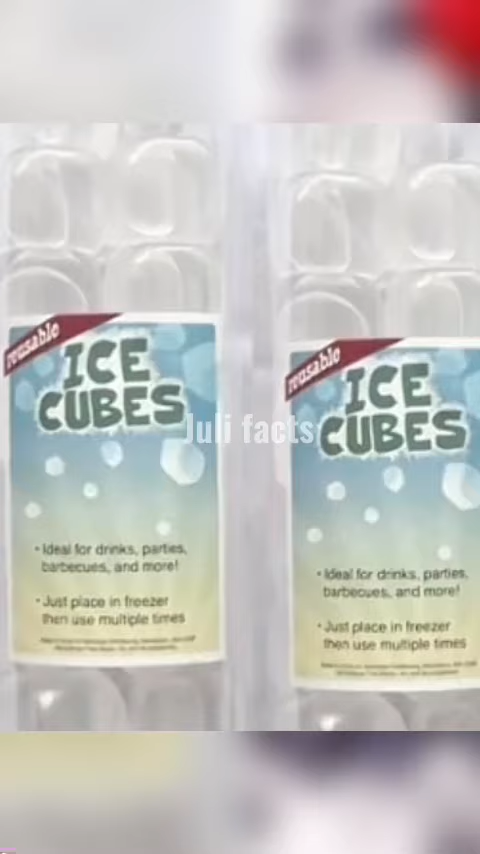 reusable
ICE
CUBES
• Ideal for drinks, parties,
barbecues, and more!
• Just place in freezer
then use multiple times
reusable
ICE
CUBES
• Ideal for drinks, parties,
barbecues, and more!
• Just place in freezer
then use multiple times
Juli facts